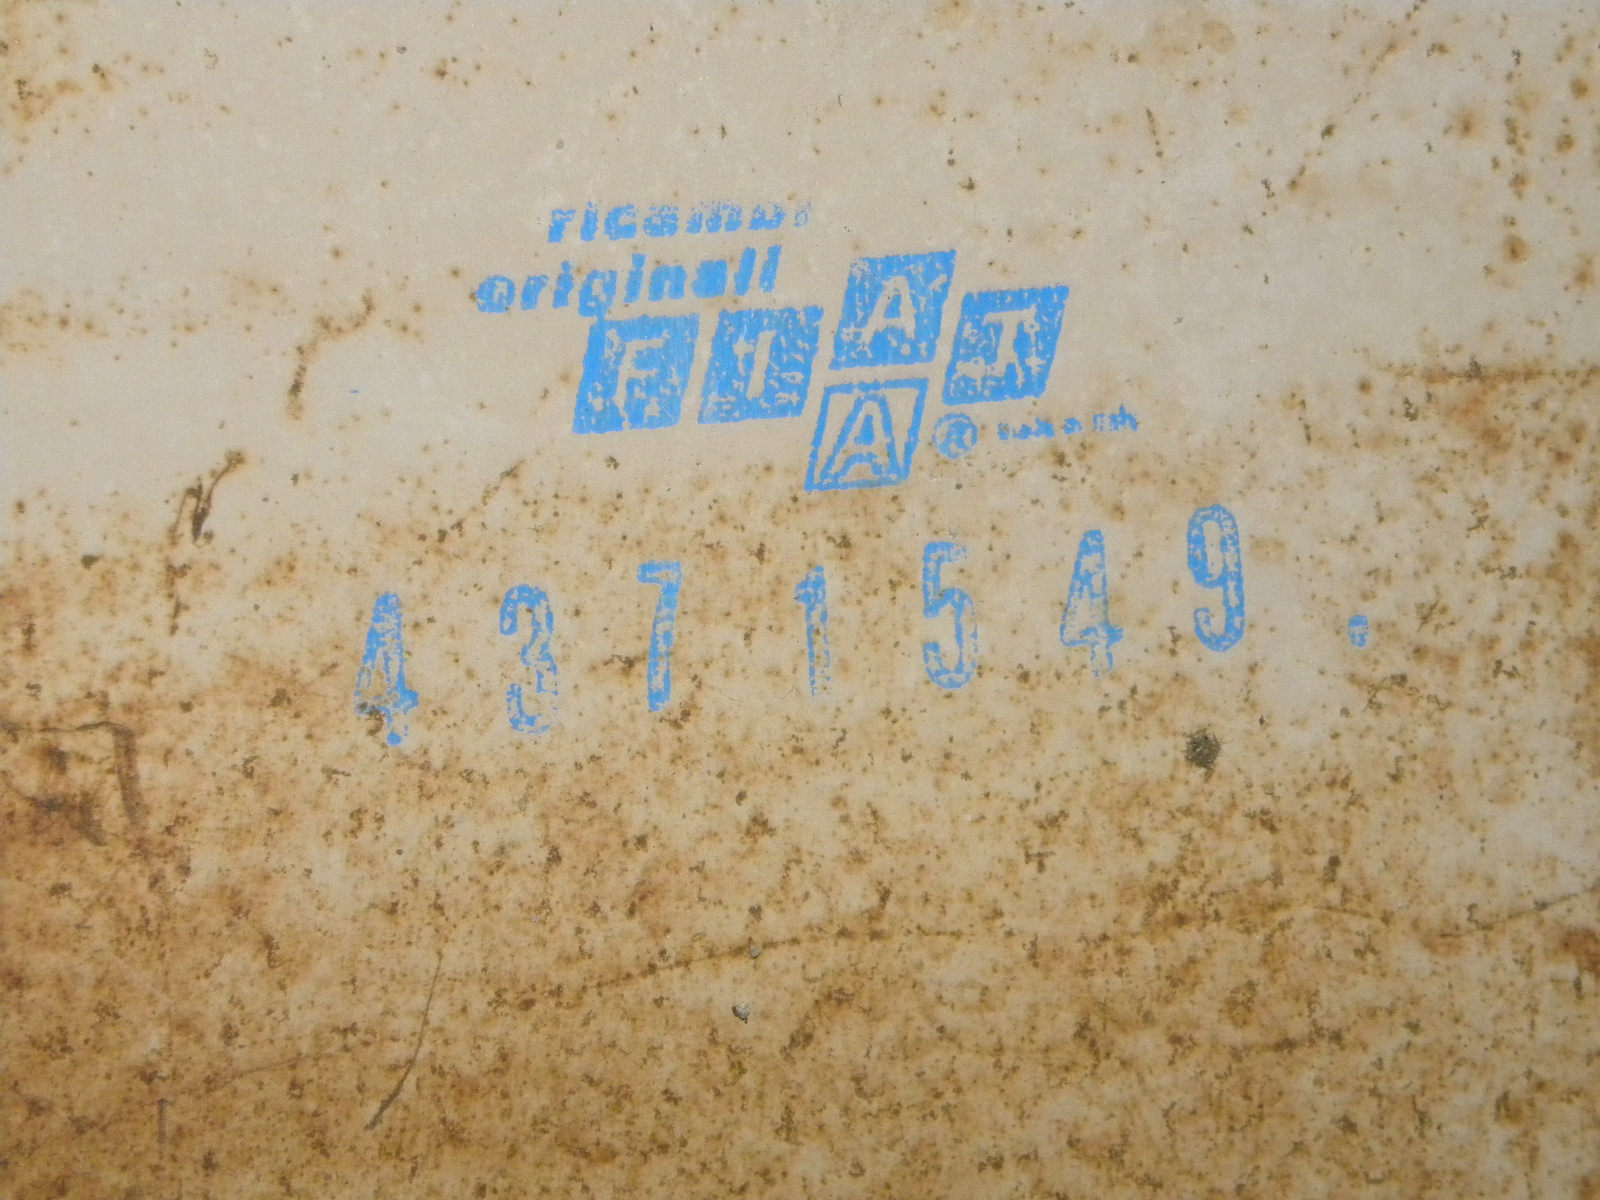 ricambi
originali
FIAT
A ®
4371549.